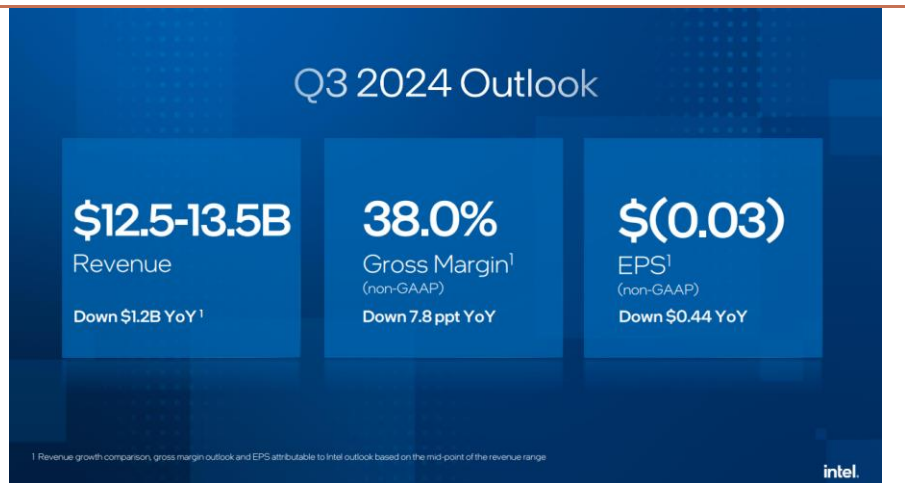 Q3 2024 Outlook
$12.5-13.5B
Revenue
Down $1.2B YoY¹
38.0%
Gross Margin¹
(non-GAAP)
Down 7.8 ppt YoY
$(0.03)
EPS¹
(non-GAAP)
Down $0.44 YoY
1 Revenue growth comparison, gross margin outlook and EPS attributable to Intel outlook based on the mid-point of the revenue range
intel.